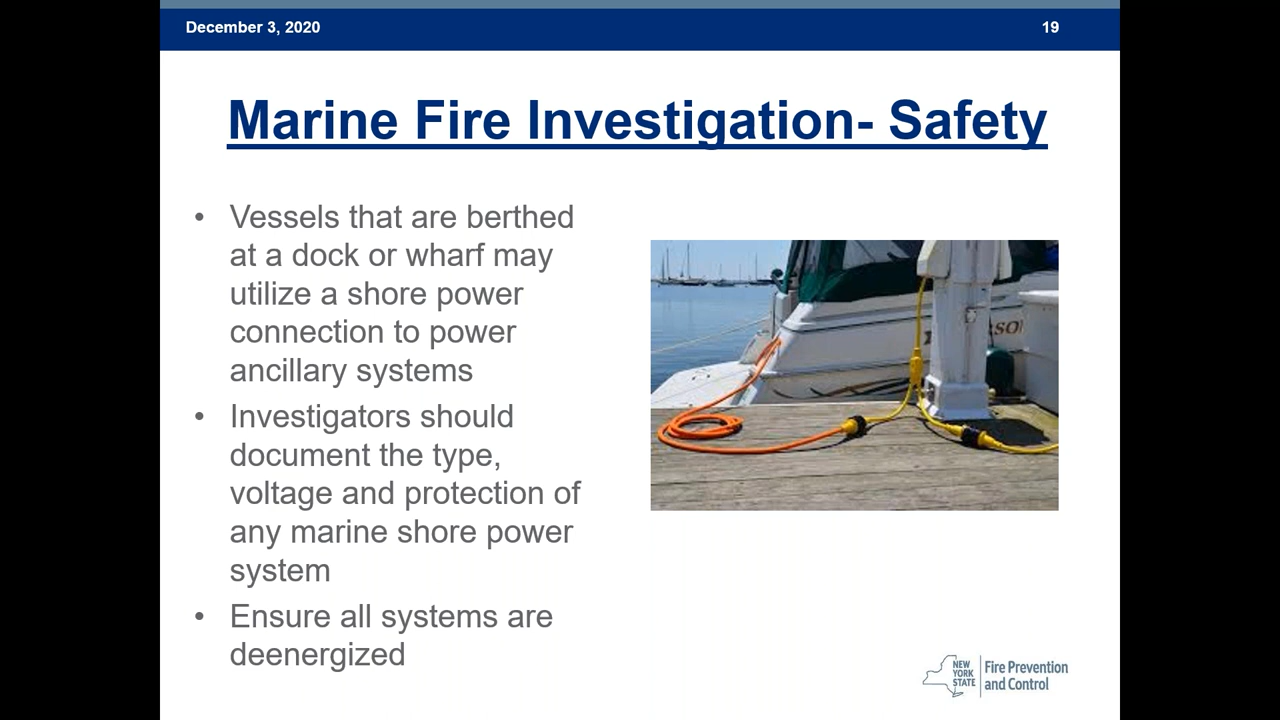 December 3, 2020
19
Marine Fire Investigation- Safety
• Vessels that are berthed
at a dock or wharf may
utilize a shore power
connection to power
ancillary systems
• Investigators should
document the type,
voltage and protection of
any marine shore power
system
• Ensure all systems are
deenergized
NEW
YORK
STATE
Fire Prevention
and Control